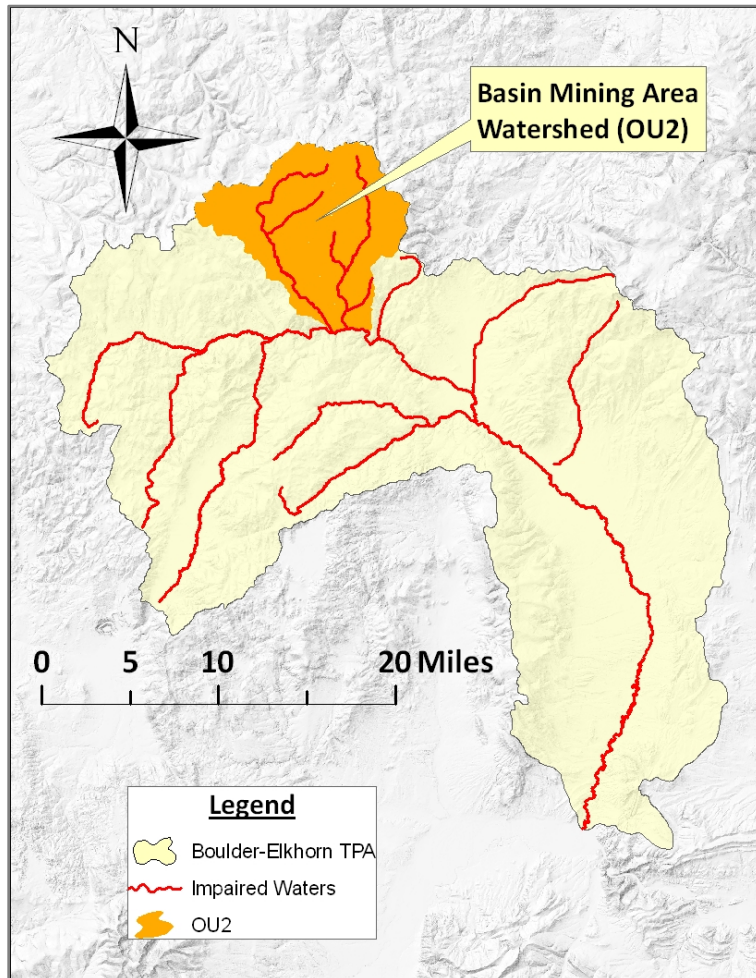 N
Basin Mining Area
Watershed (OU2)
0 5 10 20 Miles
Legend
Boulder-Elkhorn TPA
Impaired Waters
OU2